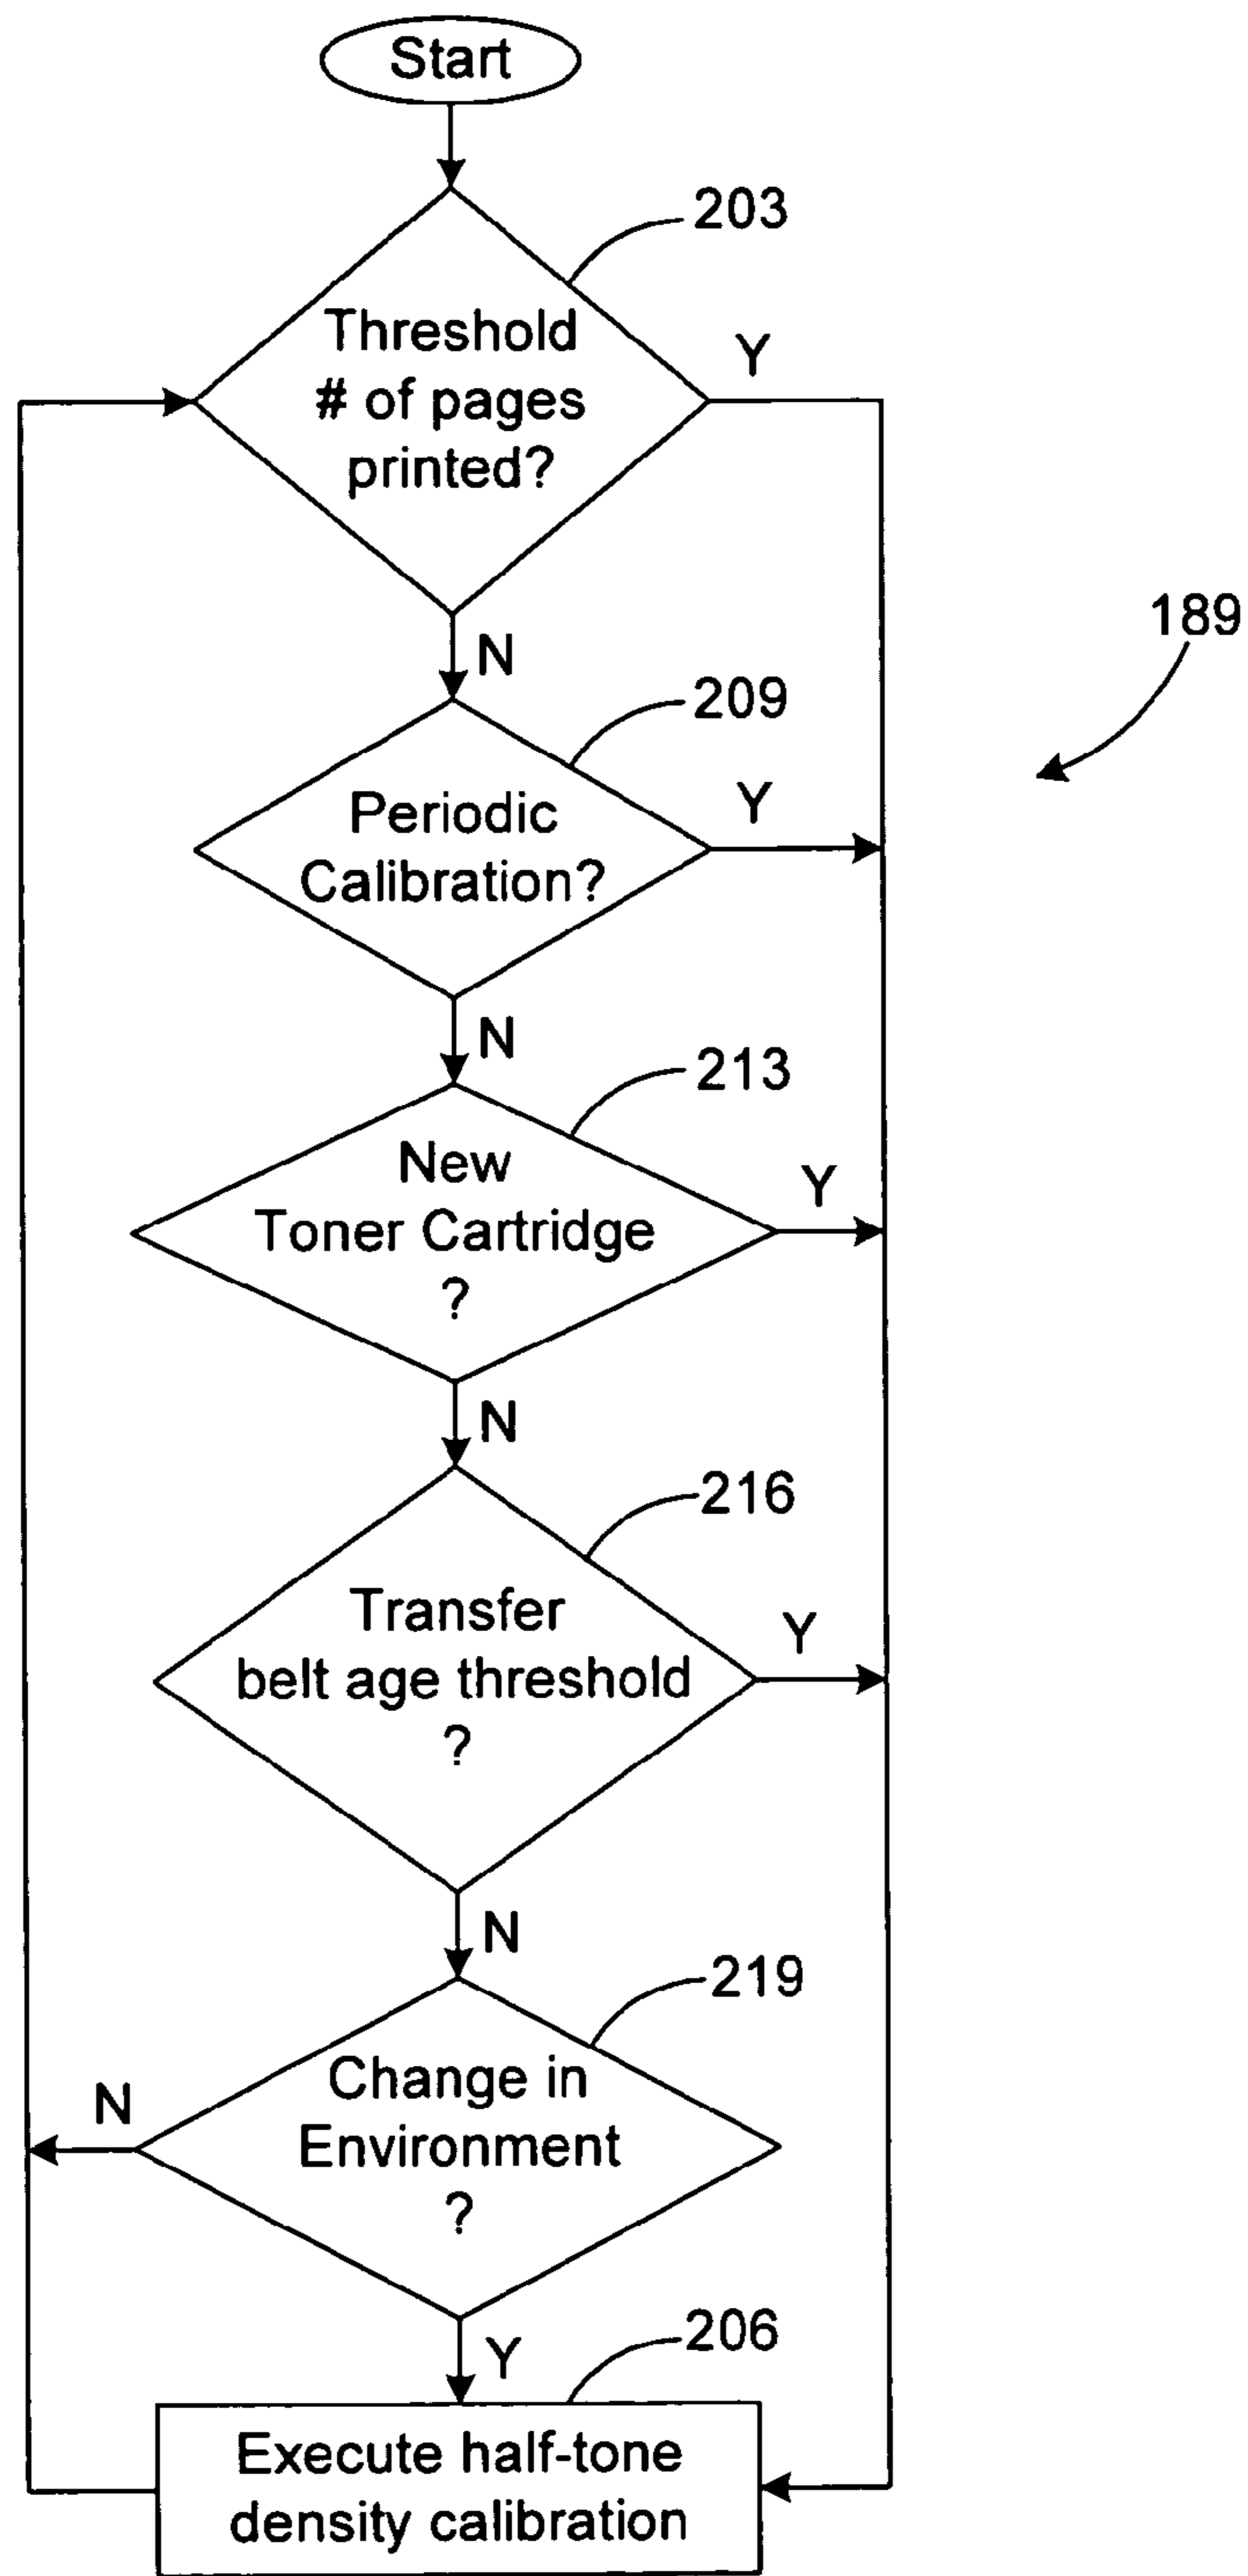 Start
203
Threshold
# of pages
printed?
Y
189
N
209
Periodic
Calibration?
Y
N
213
New
Toner Cartridge
?
Y
N
216
Transfer
belt age threshold
?
Y
N
219
Change in
Environment
?
N
Y
206
Execute half-tone
density calibration